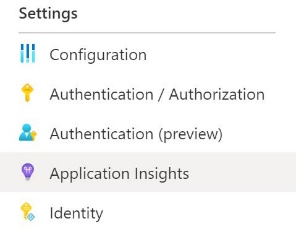 Settings
Configuration
Authentication / Authorization
Authentication (preview)
Application Insights
Identity